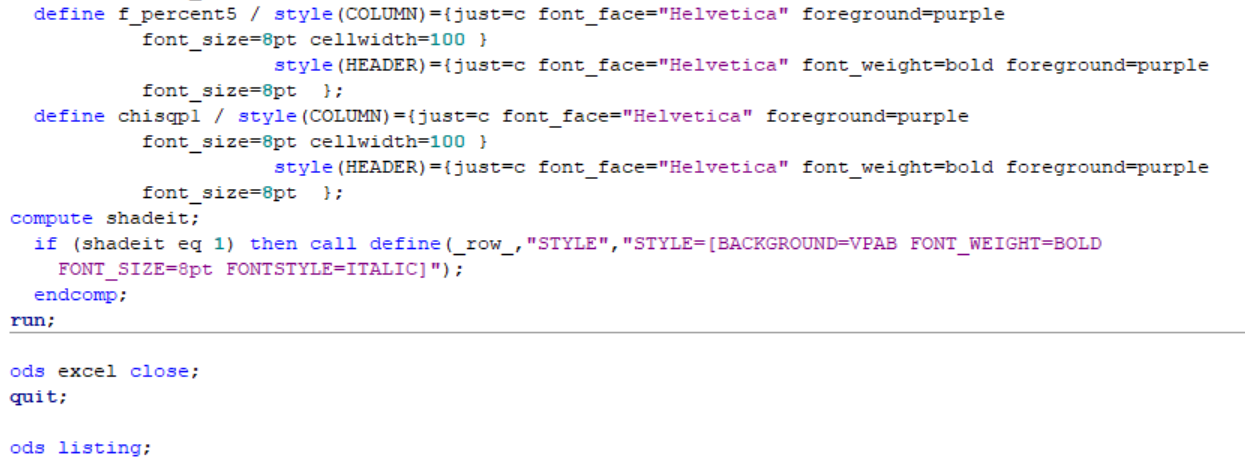 define f_percent5 / style(COLUMN)={just=c font_face="Helvetica" foreground=purple
font_size=8pt cellwidth=100 }
style(HEADER)={just=c font_face="Helvetica" font_weight=bold foreground=purple
font_size=8pt  };
define chisqpl / style(COLUMN)={just=c font_face="Helvetica" foreground=purple
font_size=8pt cellwidth=100 }
style(HEADER)={just=c font_face="Helvetica" font_weight=bold foreground=purple
font_size=8pt  };
compute shadeit;
if (shadeit eq 1) then call define(_row_,"STYLE","STYLE=[BACKGROUND=VPAB FONT_WEIGHT=BOLD
FONT_SIZE=8pt FONTSTYLE=ITALIC]");
endcomp;
run;
ods excel close;
quit;
ods listing;